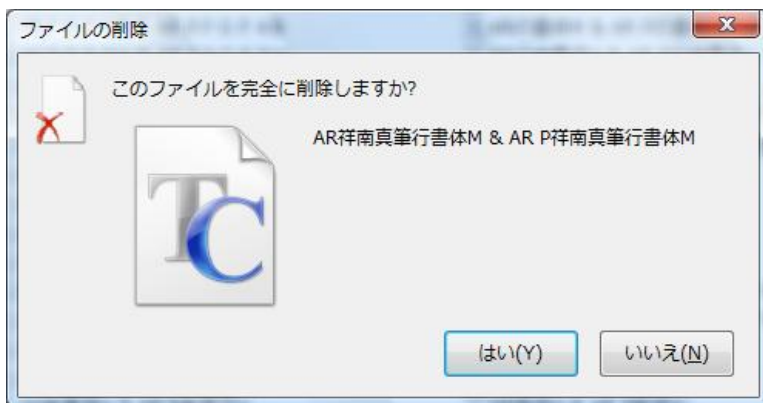 ファイルの削除
このファイルを完全に削除しますか?
AR祥南真筆行書体M & AR P祥南真筆行書体M
TC
はい(Y)
いいえ(N)